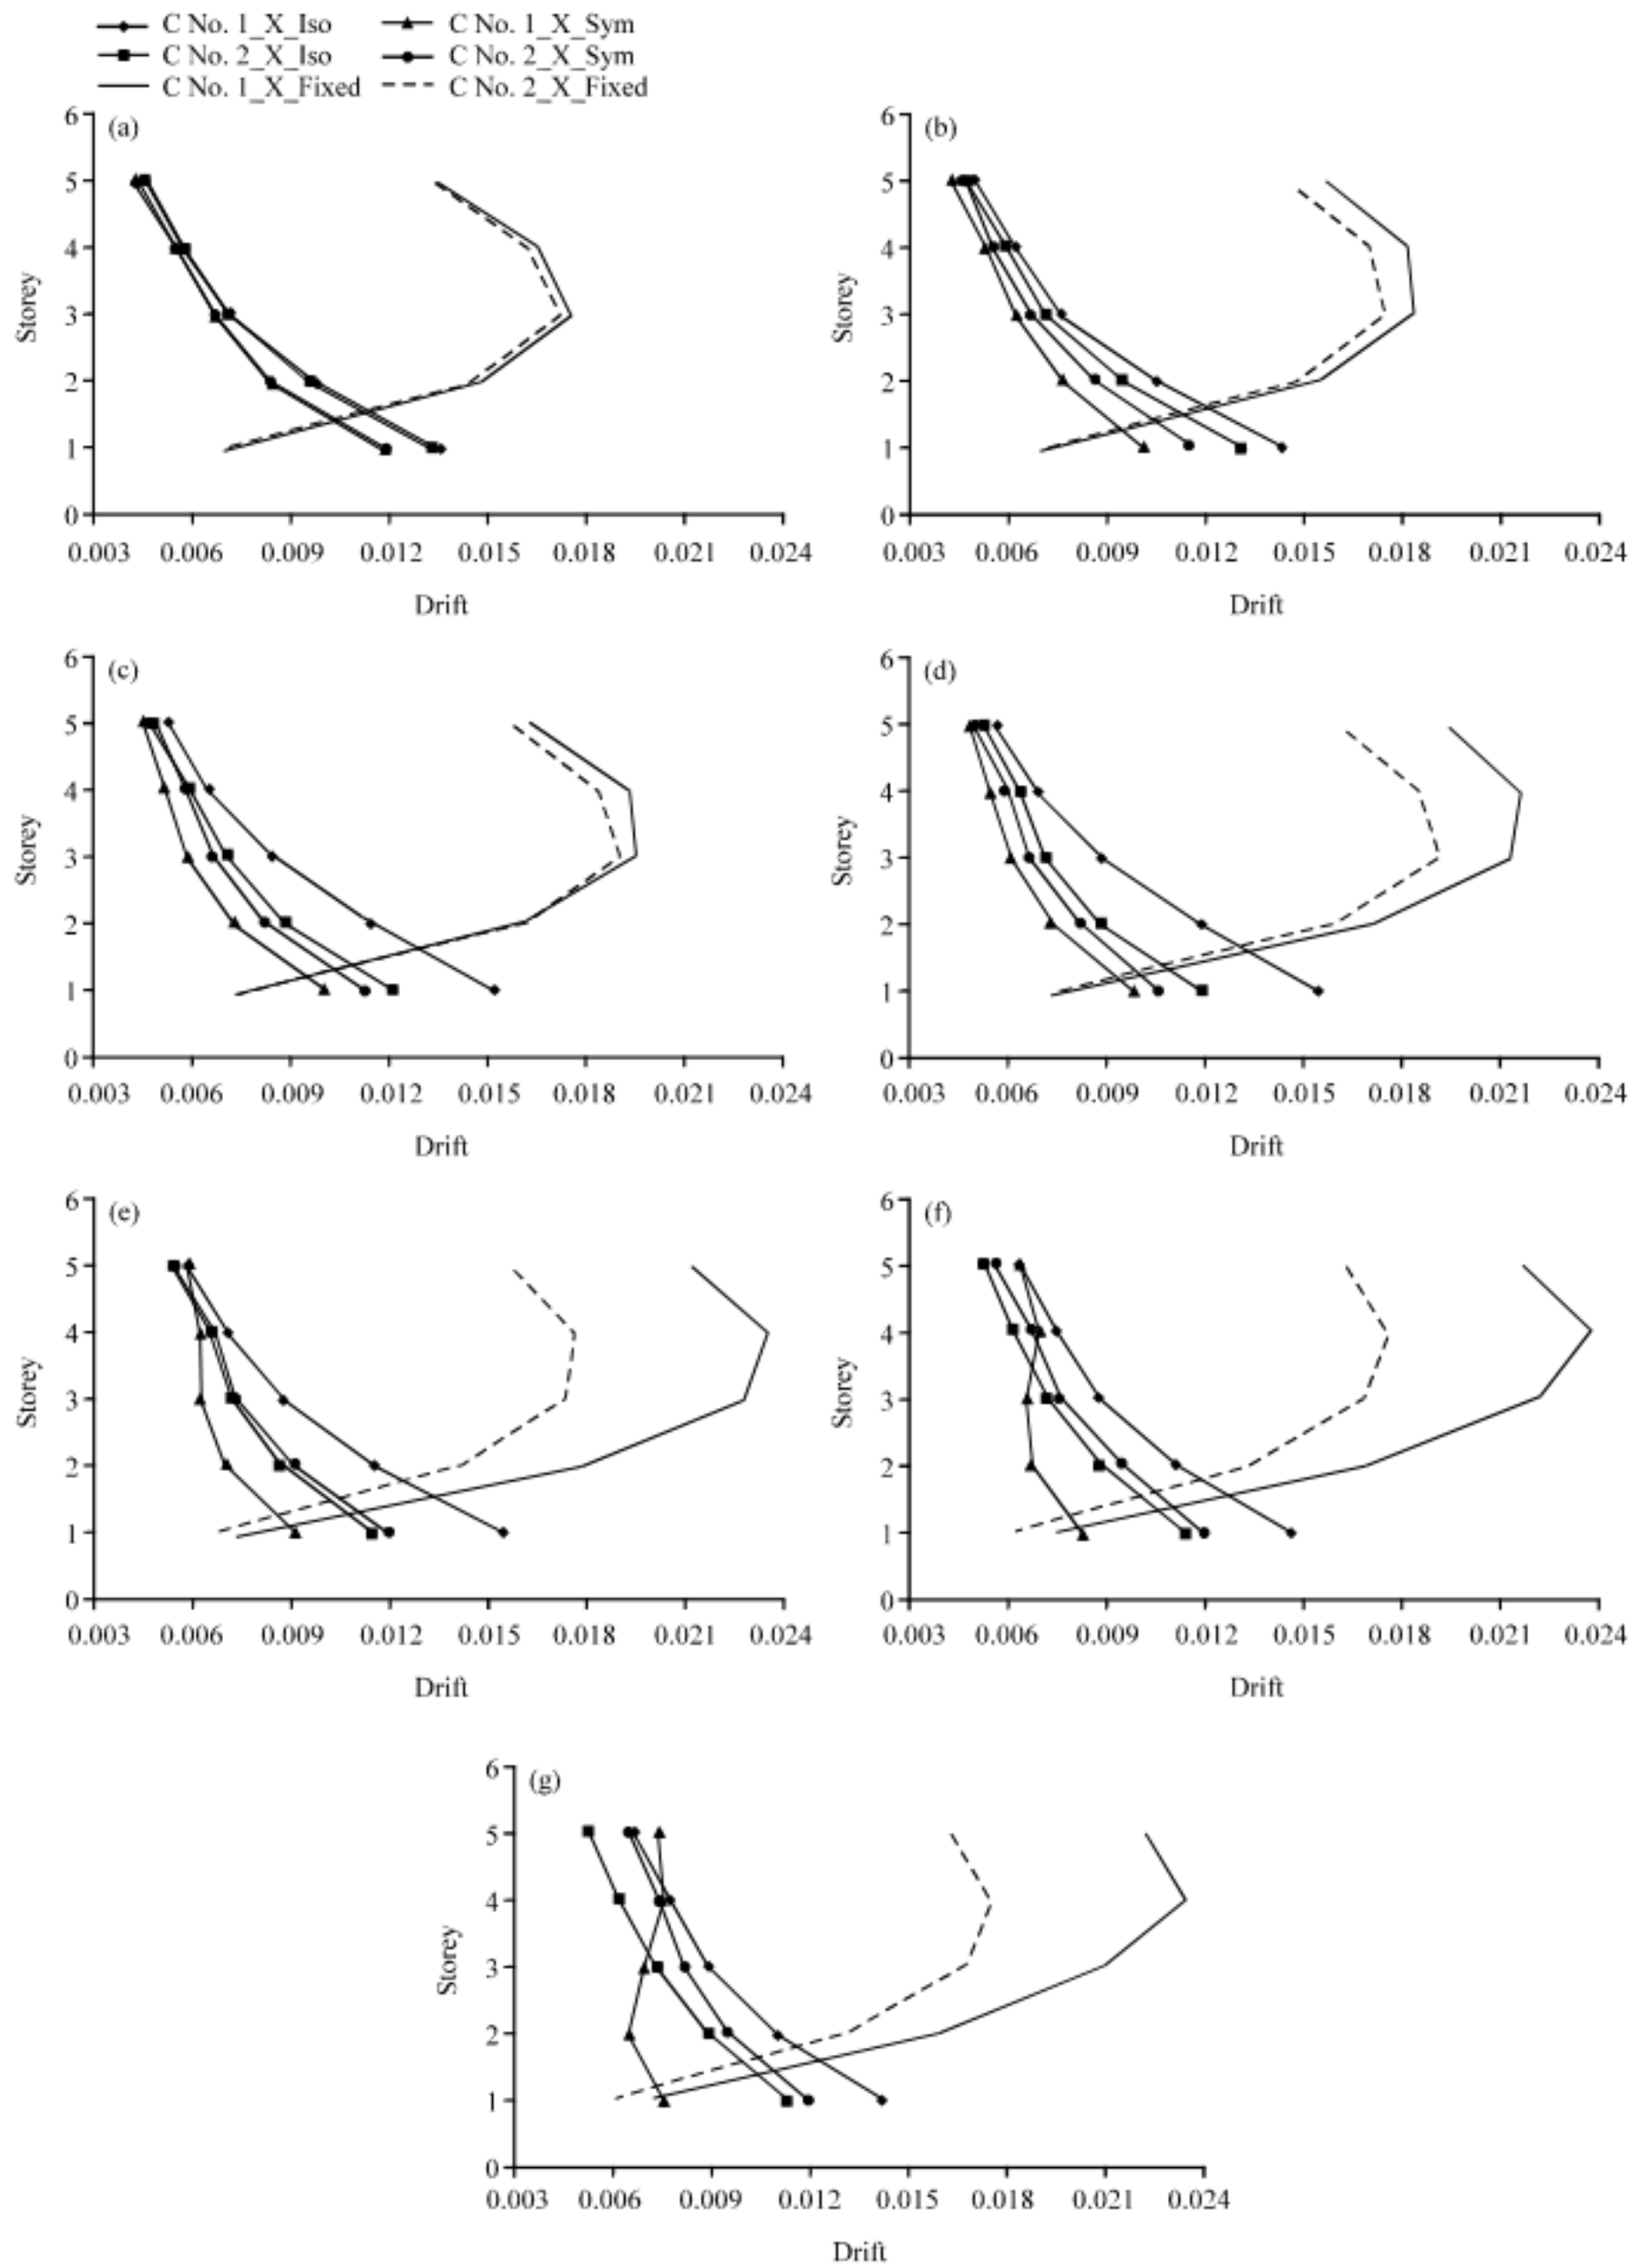 C No. 1_X_Iso C No. 1_X_Sym
C No. 2_X_Iso C No. 2_X_Sym
C No. 1_X_Fixed C No. 2_X_Fixed
6 (a) 6 (b)
5 5
4 4
Storey Storey
3 3
2 2
1 1
0 0
0.003 0.006 0.009 0.012 0.015 0.018 0.021 0.024 0.003 0.006 0.009 0.012 0.015 0.018 0.021 0.024
Drift Drift
6 (c) 6 (d)
5 5
4 4
Storey Storey
3 3
2 2
1 1
0 0
0.003 0.006 0.009 0.012 0.015 0.018 0.021 0.024 0.003 0.006 0.009 0.012 0.015 0.018 0.021 0.024
Drift Drift
6 (e) 6 (f)
5 5
4 4
Storey Storey
3 3
2 2
1 1
0 0
0.003 0.006 0.009 0.012 0.015 0.018 0.021 0.024 0.003 0.006 0.009 0.012 0.015 0.018 0.021 0.024
Drift Drift
6 (g)
5
4
Storey
3
2
1
0
0.003 0.006 0.009 0.012 0.015 0.018 0.021 0.024
Drift